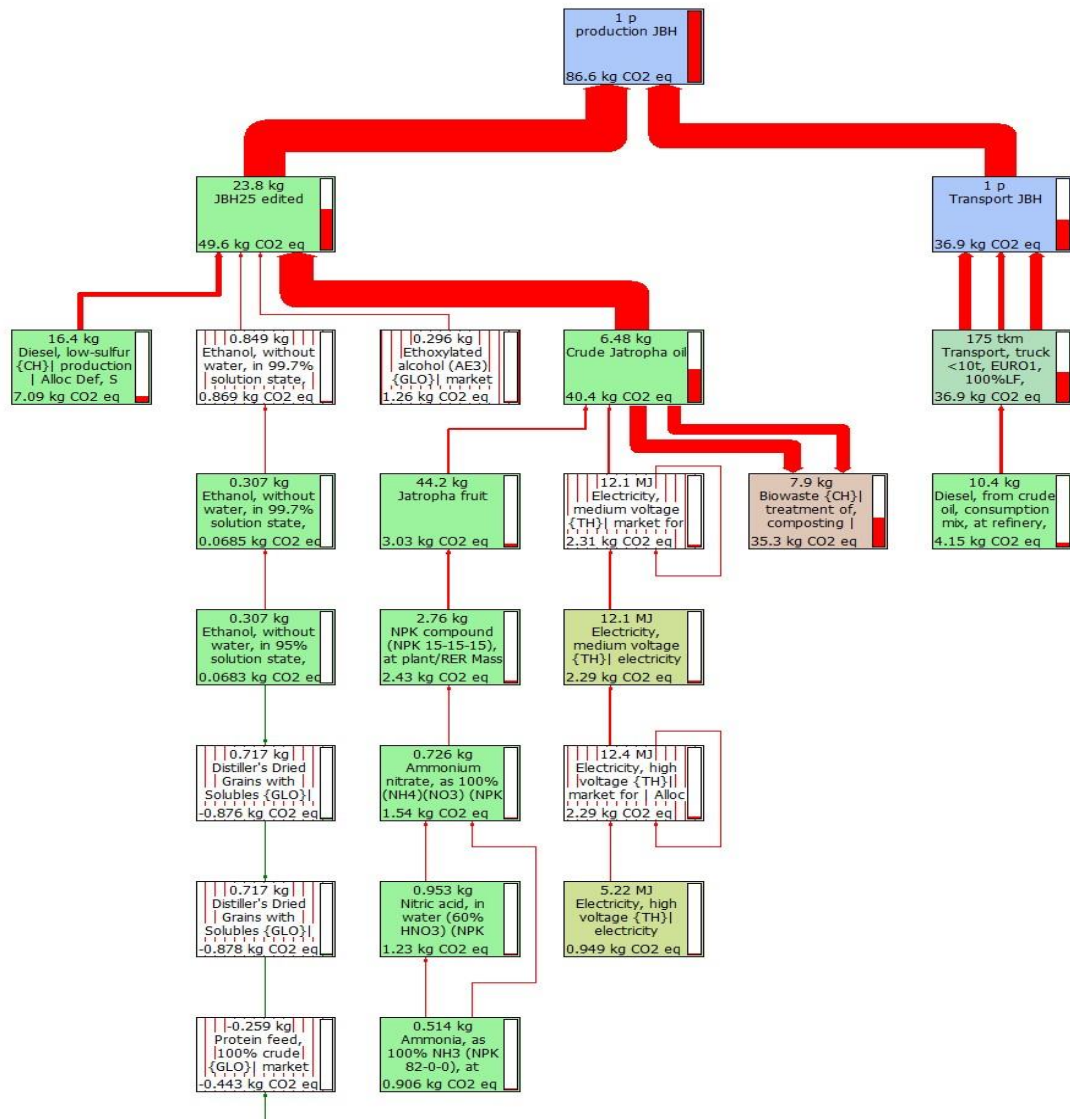 1 p
production JBH
86.6 kg CO2 eq
23.8 kg
JBH25 edited
49.6 kg CO2 eq
1 p
Transport JBH
36.9 kg CO2 eq
16.4 kg
Diesel, low-sulfur
{CH}| production
| Alloc Def, S
7.09 kg CO2 eq
0.849 kg
Ethanol, without
water, in 99.7%
solution state,
0.869 kg CO2 eq
0.296 kg
Ethoxylated
alcohol (AE3)
{GLO}| market
1.26 kg CO2 eq
6.48 kg
Crude Jatropha oil
40.4 kg CO2 eq
175 tkm
Transport, truck
<10t, EURO1,
100%LF,
36.9 kg CO2 eq
0.307 kg
Ethanol, without
water, in 99.7%
solution state,
0.0685 kg CO2 eq
44.2 kg
Jatropha fruit
3.03 kg CO2 eq
12.1 MJ
Electricity,
medium voltage
{TH}| market for
2.31 kg CO2 eq
7.9 kg
Biowaste {CH}|
treatment of,
composting |
35.3 kg CO2 eq
10.4 kg
Diesel, from crude
oil, consumption
mix, at refinery,
4.15 kg CO2 eq
0.307 kg
Ethanol, without
water, in 95%
solution state,
0.0683 kg CO2 eq
2.76 kg
NPK compound
(NPK 15-15-15),
at plant/RER Mass
2.43 kg CO2 eq
12.1 MJ
Electricity,
medium voltage
{TH}| electricity
2.29 kg CO2 eq
0.717 kg
Distiller's Dried
Grains with
Solubles {GLO}|
-0.876 kg CO2 eq
0.726 kg
Ammonium
nitrate, as 100%
(NH4)(NO3) (NPK
1.54 kg CO2 eq
12.4 MJ
Electricity, high
voltage {TH}|
market for | Alloc
2.29 kg CO2 eq
0.717 kg
Distiller's Dried
Grains with
Solubles {GLO}|
-0.878 kg CO2 eq
0.953 kg
Nitric acid, in
water (60%
HNO3) (NPK
1.23 kg CO2 eq
5.22 MJ
Electricity, high
voltage {TH}|
electricity
0.949 kg CO2 eq
-0.259 kg
Protein feed,
100% crude
{GLO}| market
-0.443 kg CO2 eq
0.514 kg
Ammonia, as
100% NH3 (NPK
82-0-0), at
0.906 kg CO2 eq